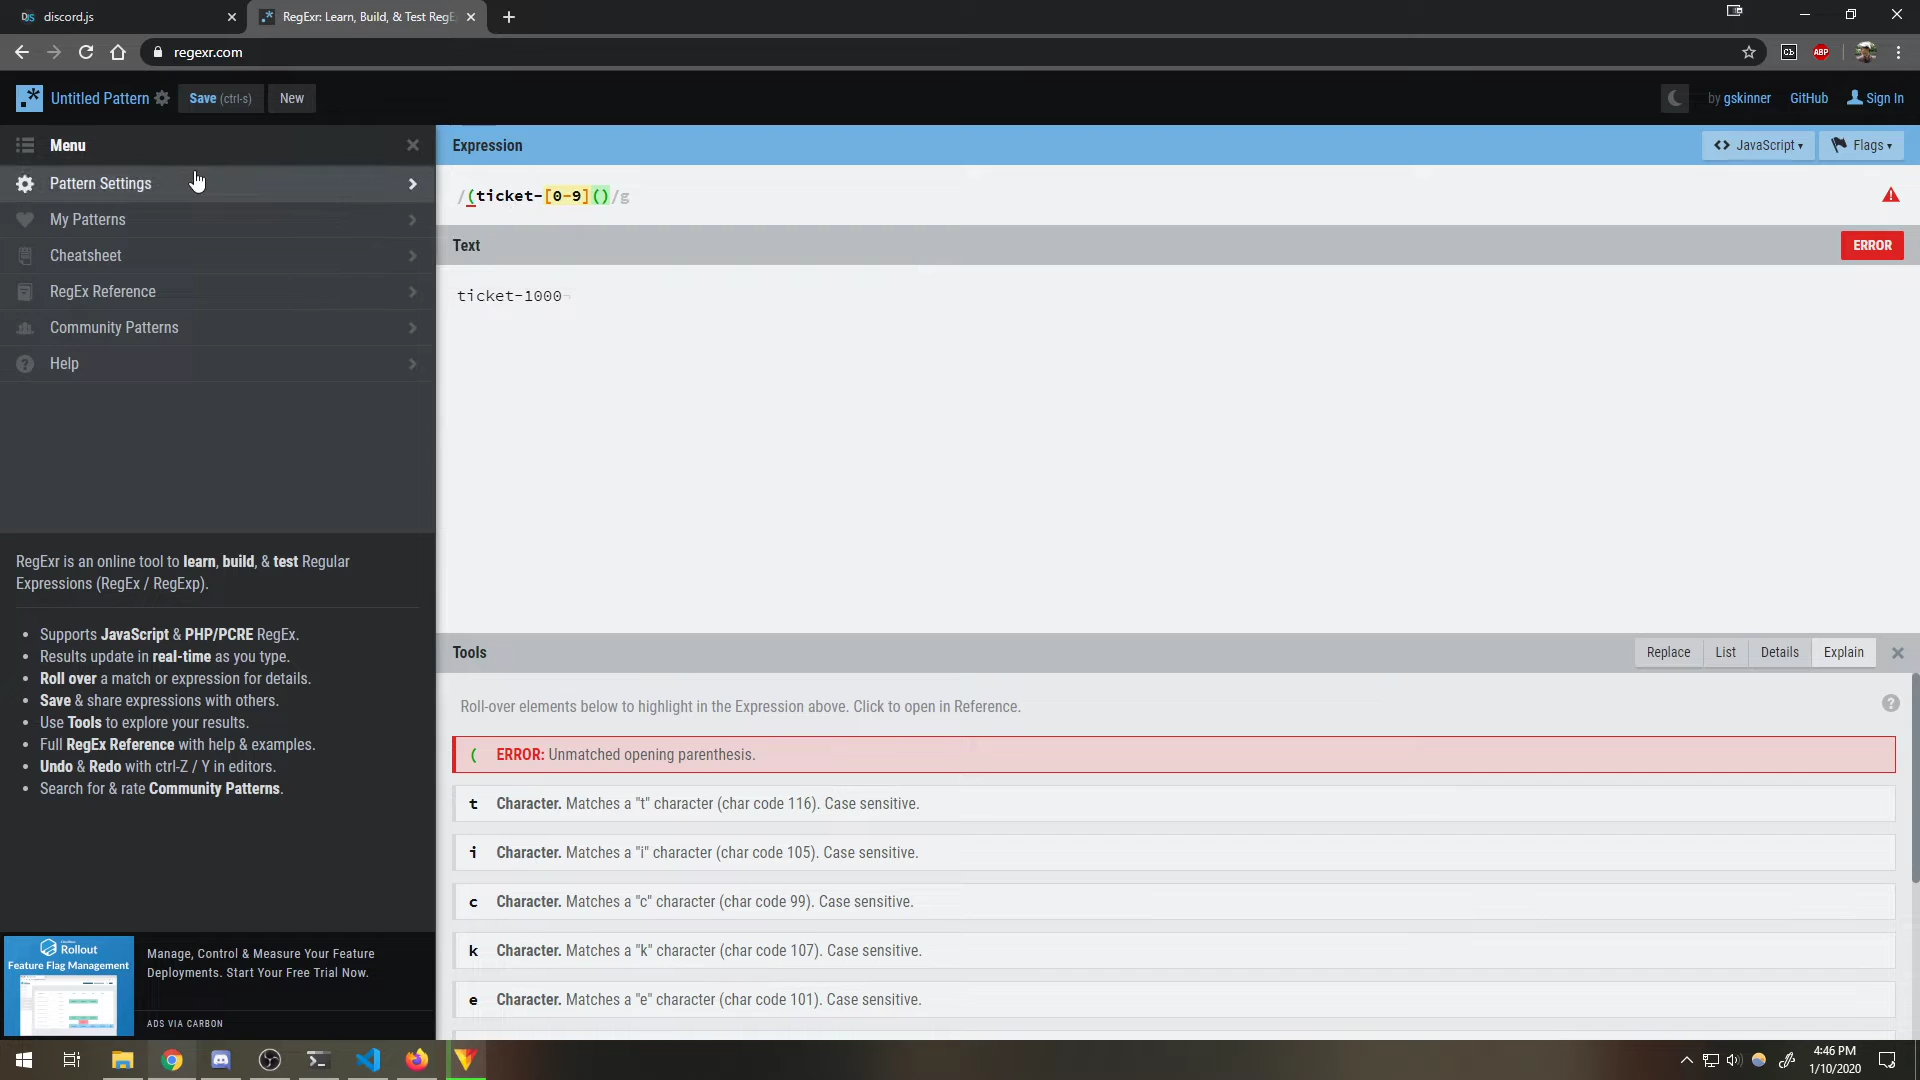 discord.js
RegExr: Learn, Build, & Test RegE
regexr.com
Untitled Pattern
Save (ctrl-s)
New
by gskinner
GitHub
Sign In
Menu
Pattern Settings
My Patterns
Cheatsheet
RegEx Reference
Community Patterns
Help
Expression
<> JavaScript
Flags
/(ticket-[0-9]()/g
Text
ERROR
ticket-1000
RegExr is an online tool to learn, build, & test Regular
Expressions (RegEx / RegExp).
• Supports JavaScript & PHP/PCRE RegEx.
• Results update in real-time as you type.
• Roll over a match or expression for details.
• Save & share expressions with others.
• Use Tools to explore your results.
• Full RegEx Reference with help & examples.
• Undo & Redo with ctrl-Z / Y in editors.
• Search for & rate Community Patterns.
Tools
Replace
List
Details
Explain
Roll-over elements below to highlight in the Expression above. Click to open in Reference.
( ERROR: Unmatched opening parenthesis.
t Character. Matches a "t" character (char code 116). Case sensitive.
i Character. Matches a "i" character (char code 105). Case sensitive.
c Character. Matches a "c" character (char code 99). Case sensitive.
k Character. Matches a "k" character (char code 107). Case sensitive.
e Character. Matches a "e" character (char code 101). Case sensitive.
Rollout
Feature Flag Management
Manage, Control & Measure Your Feature
Deployments. Start Your Free Trial Now.
ADS VIA CARBON
ABP
4:46 PM
1/10/2020